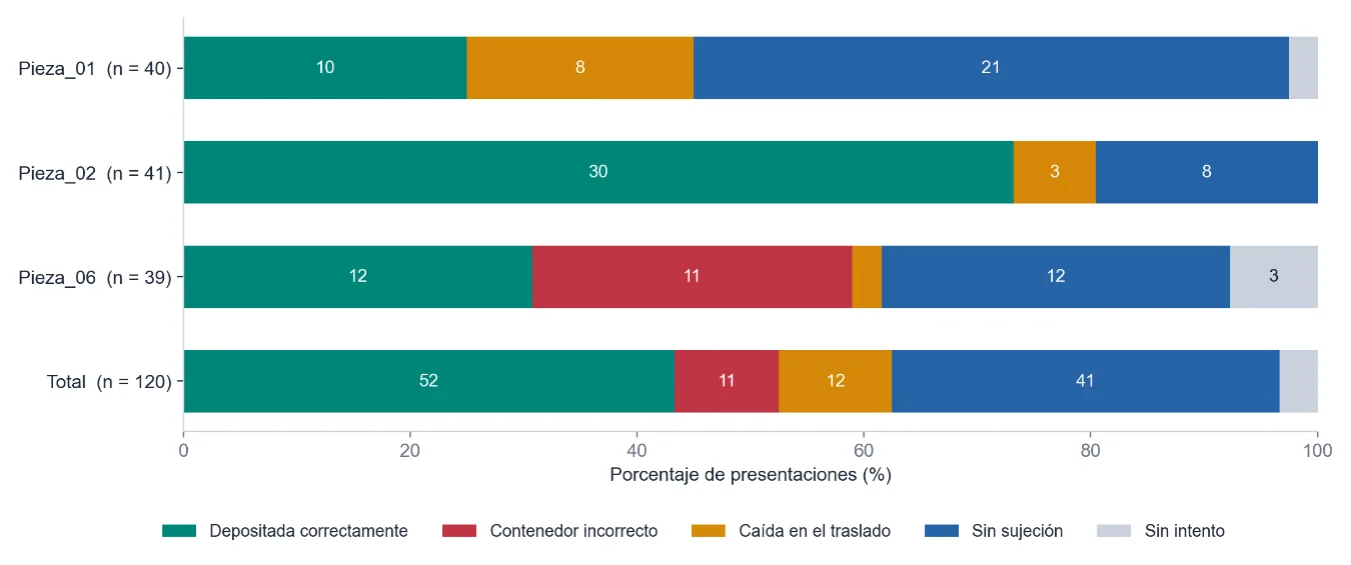 Pieza_01 (n = 40)
10
8
21
Pieza_02 (n = 41)
30
3
8
Pieza_06 (n = 39)
12
11
12
3
Total (n = 120)
52
11
12
41
0
20
40
60
80
100
Porcentaje de presentaciones (%)
Depositada correctamente
Contenedor incorrecto
Caída en el traslado
Sin sujeción
Sin intento